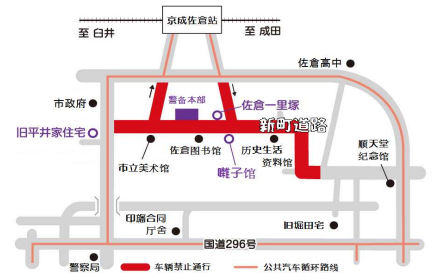 京成佐倉站
至 臼井
至 成田
佐倉高中
警备本部
市政府
佐倉一里塚
新町道路
旧平井家住宅
佐倉图书馆
历史生活
资料馆
市立美术馆
囃子馆
顺天堂
纪念馆
印旛合同
庁舍
旧堀田宅
国道296号
警察局
车辆禁止通行
公共汽车循环路线